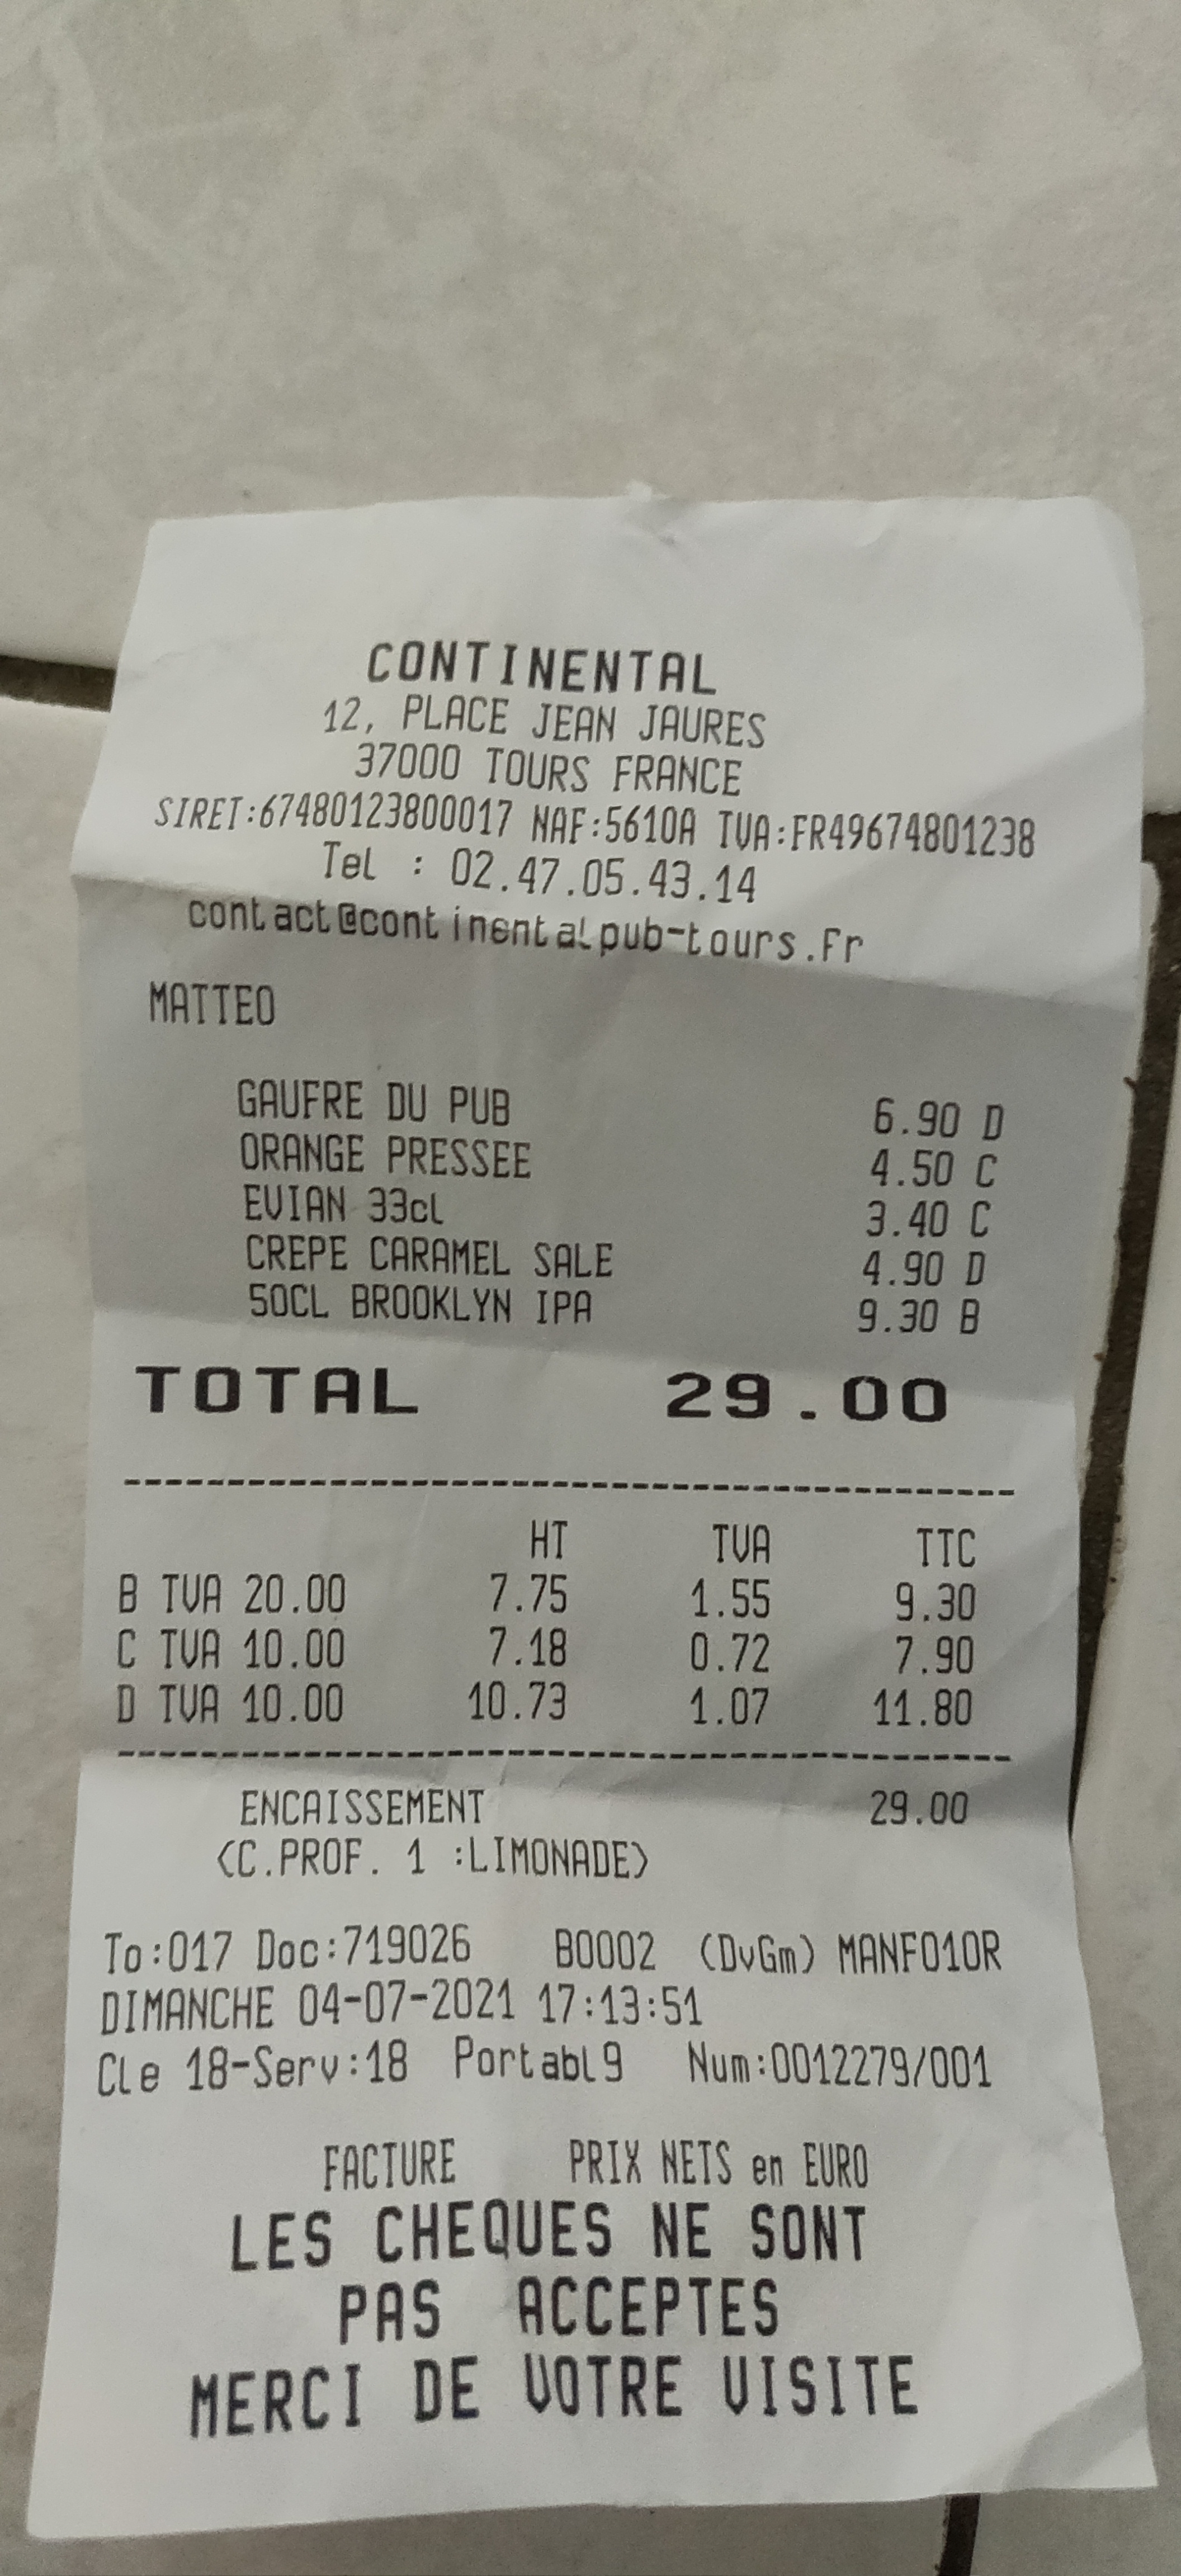 CONTINENTAL
12, PLACE JEAN JAURES
37000 TOURS FRANCE
SIRET:67480123800017 NAF:5610A TVA:FR49674801238
Tel : 02.47.05.43.14
contact@continentalpub-tours.Fr
MATTEO
GAUFRE DU PUB 6.90 D
ORANGE PRESSEE 4.50 C
EVIAN 33cl 3.40 C
CREPE CARAMEL SALE 4.90 D
50CL BROOKLYN IPA 9.30 B
TOTAL 29.00
------------------------------------------
HT TVA TTC
B TVA 20.00 7.75 1.55 9.30
C TVA 10.00 7.18 0.72 7.90
D TVA 10.00 10.73 1.07 11.80
------------------------------------------
ENCAISSEMENT 29.00
<C.PROF. 1 :LIMONADE>
To:017 Doc:719026 B0002 (DvGm) MANF010R
DIMANCHE 04-07-2021 17:13:51
Cle 18-Serv:18 Portabl9 Num:0012279/001
FACTURE PRIX NETS en EURO
LES CHEQUES NE SONT
PAS ACCEPTES
MERCI DE VOTRE VISITE